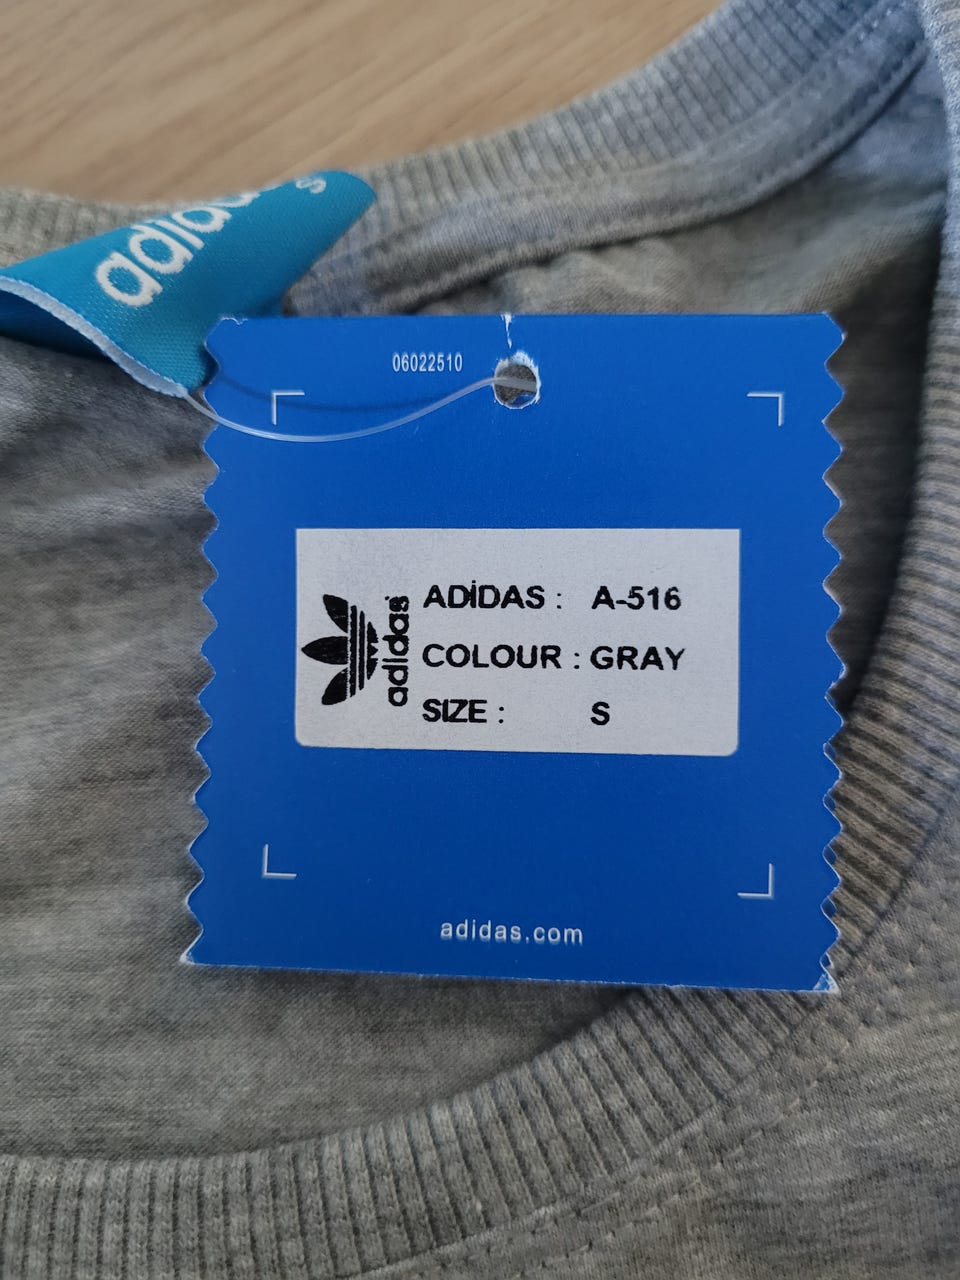 adidas
06022510
adidas
ADİDAS : A-516
COLOUR : GRAY
SIZE : S
adidas.com